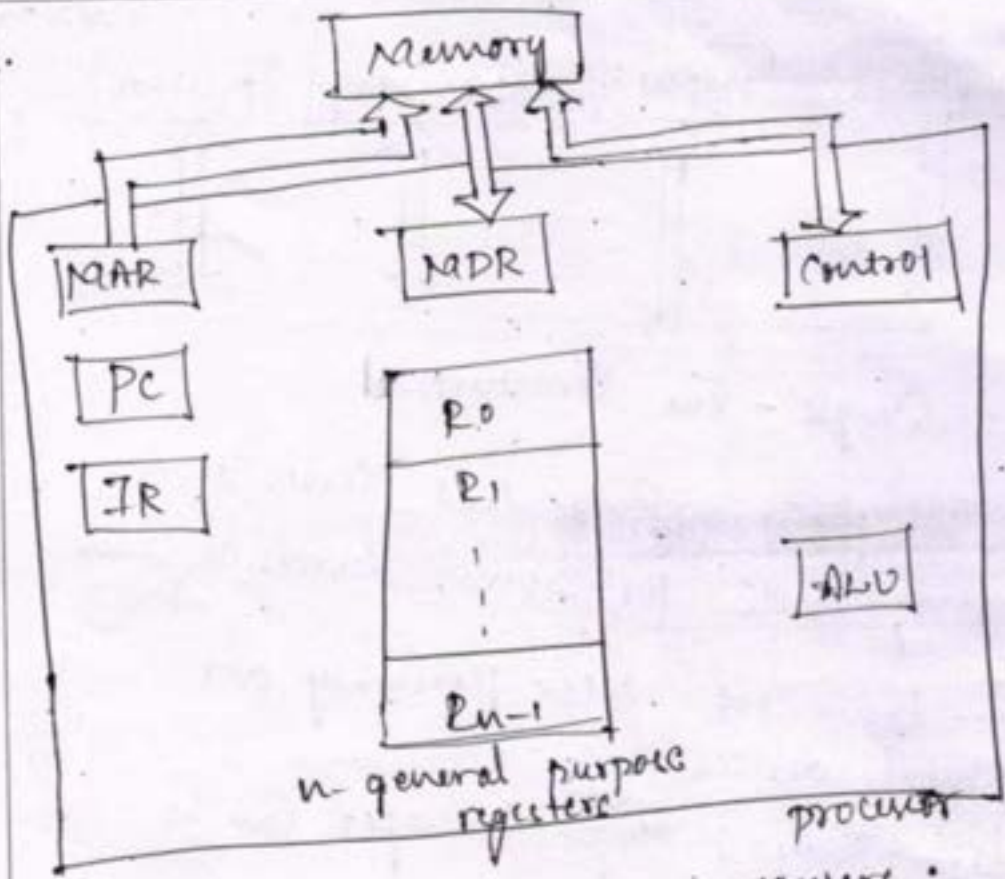 Memory
MAR
MDR
Control
PC
R0
IR
R1
ALU
Rn-1
n- general purpose
registers
processor